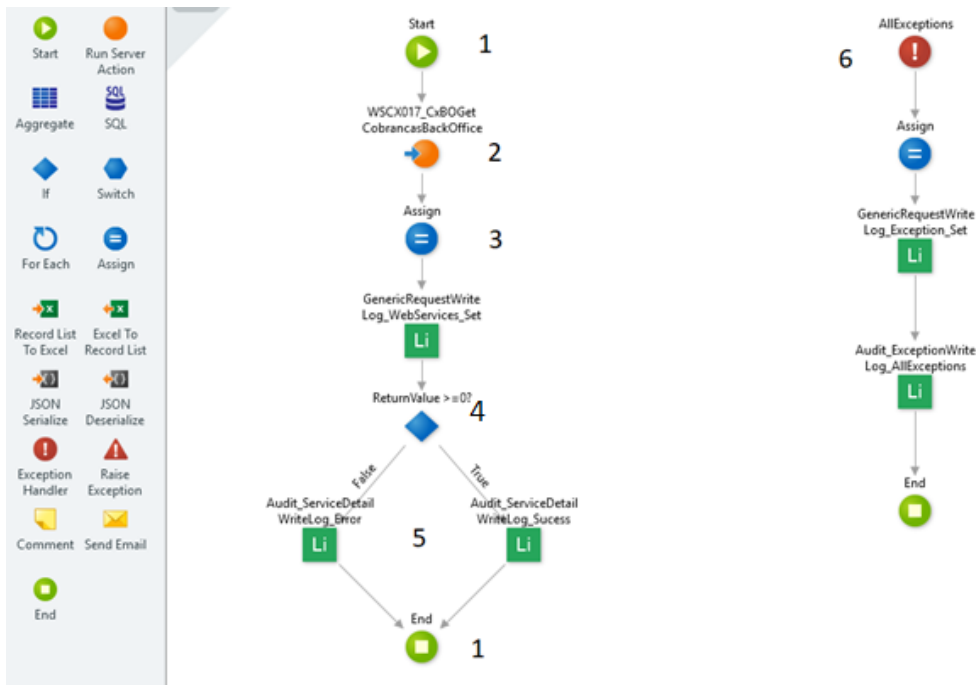 Start
Run Server
Action
Aggregate
SQL
SQL
If
Switch
For Each
Assign
Record List
To Excel
Excel To
Record List
JSON
Serialize
JSON
Deserialize
Exception
Handler
Raise
Exception
Comment
Send Email
End
Start
1
WSCX017_CxBOGet
CobrancasBackOffice
2
Assign
3
GenericRequestWrite
Log_WebServices_Set
Li
ReturnValue >=0?
4
False
True
Audit_ServiceDetail
WriteLog_Error
Li
5
Audit_ServiceDetail
WriteLog_Sucess
Li
End
1
AllExceptions
6
Assign
GenericRequestWrite
Log_Exception_Set
Li
Audit_ExceptionWrite
Log_AllExceptions
Li
End